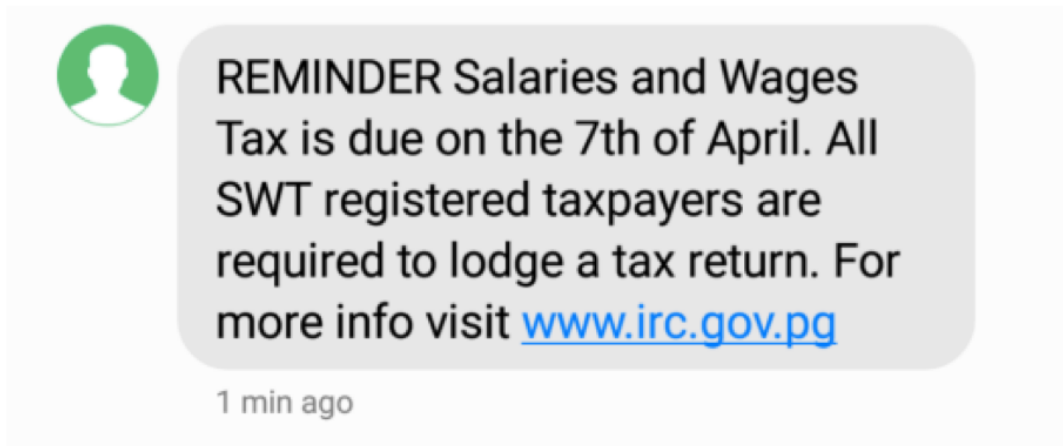 REMINDER Salaries and Wages
Tax is due on the 7th of April. All
SWT registered taxpayers are
required to lodge a tax return. For
more info visit www.irc.gov.pg
1 min ago